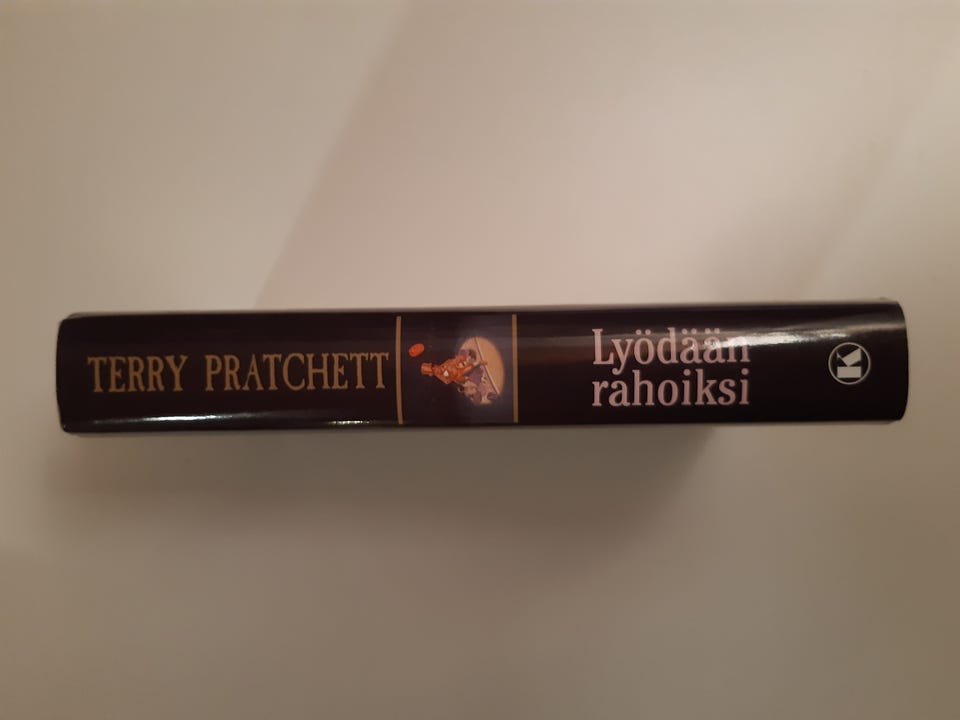 TERRY PRATCHETT
Lyödään
rahoiksi
K